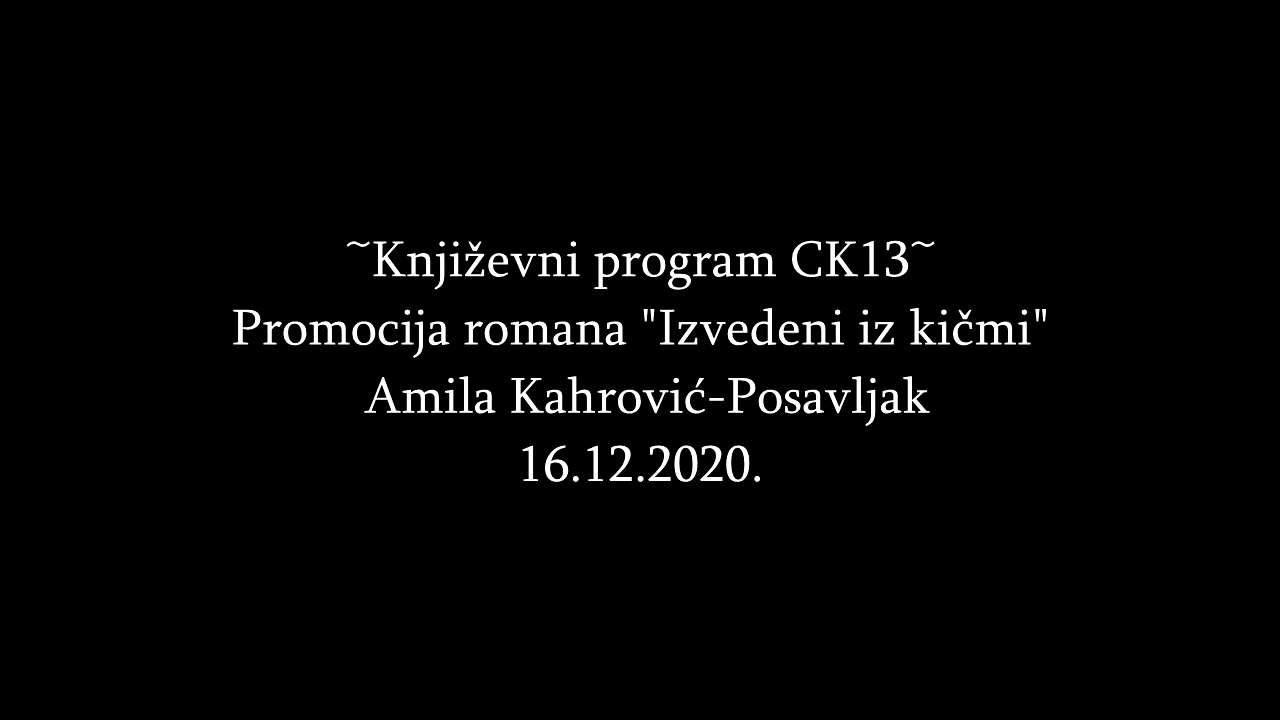 ~Književni program CK13~
Promocija romana "Izvedeni iz kičmi"
Amila Kahrović-Posavljak
16.12.2020.